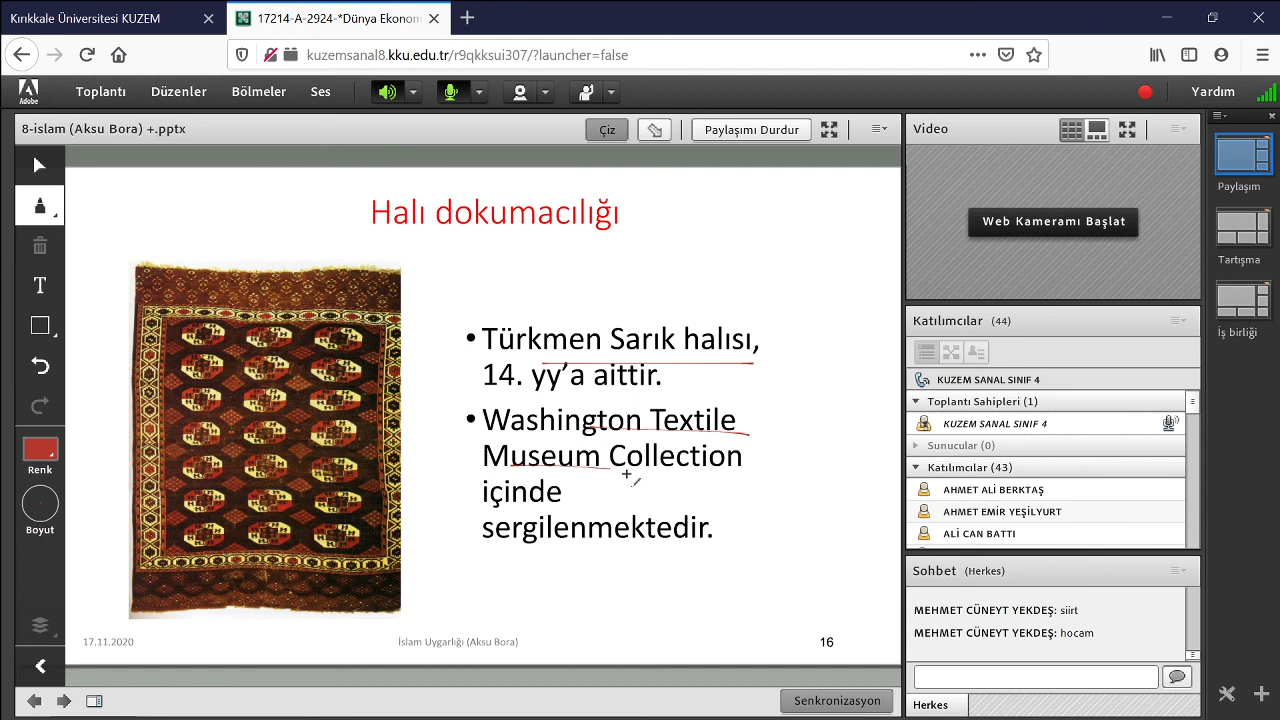 Kırıkkale Üniversitesi KUZEM
17214-A-2924-*Dünya Ekonom
kuzemsanal8.kku.edu.tr/r9qkksui307/?launcher=false
Adobe
Toplantı
Düzenler
Bölmeler
Ses
Yardım
8-islam (Aksu Bora) +.pptx
Çiz
Paylaşımı Durdur
Halı dokumacılığı
• Türkmen Sarık halısı,
14. yy’a aittir.
• Washington Textile
Museum Collection
içinde
sergilenmektedir.
17.11.2020
İslam Uygarlığı (Aksu Bora)
16
T
Renk
Boyut
Senkronizasyon
Video
Web Kameramı Başlat
Katılımcılar (44)
KUZEM SANAL SINIF 4
Toplantı Sahipleri (1)
KUZEM SANAL SINIF 4
Sunucular (0)
Katılımcılar (43)
AHMET ALİ BERKTAŞ
AHMET EMIR YEŞİLYURT
ALİ CAN BATTI
Sohbet (Herkes)
MEHMET CÜNEYT YEKDEŞ: siirt
MEHMET CÜNEYT YEKDEŞ: hocam
Herkes
Paylaşım
Tartışma
İş birliği